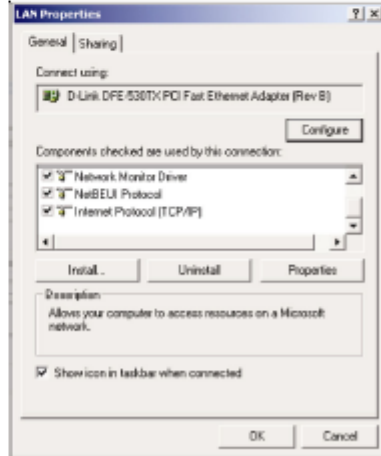 LAN Properties
General
Sharing
Connect using:
D-Link DFE-530TX PCI Fast Ethernet Adapter (Rev B)
Configure
Components checked are used by this connection:
Network Monitor Driver
NetBEUI Protocol
Internet Protocol (TCP/IP)
Install...
Uninstall
Properties
Description
Allows your computer to access resources on a Microsoft
network.
Show icon in taskbar when connected
OK
Cancel